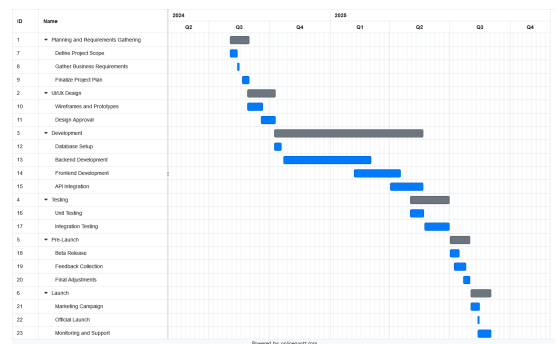 2024 2025
ID Name Q2 Q3 Q4 Q1 Q2 Q3 Q4
1 Planning and Requirements Gathering
7 Define Project Scope
8 Gather Business Requirements
9 Finalize Project Plan
2 UI/UX Design
10 Wireframes and Prototypes
11 Design Approval
3 Development
12 Database Setup
13 Backend Development
14 Frontend Development
15 API Integration
4 Testing
16 Unit Testing
17 Integration Testing
5 Pre-Launch
18 Beta Release
19 Feedback Collection
20 Final Adjustments
6 Launch
21 Marketing Campaign
22 Official Launch
23 Monitoring and Support
Powered by: onlinegantt.com